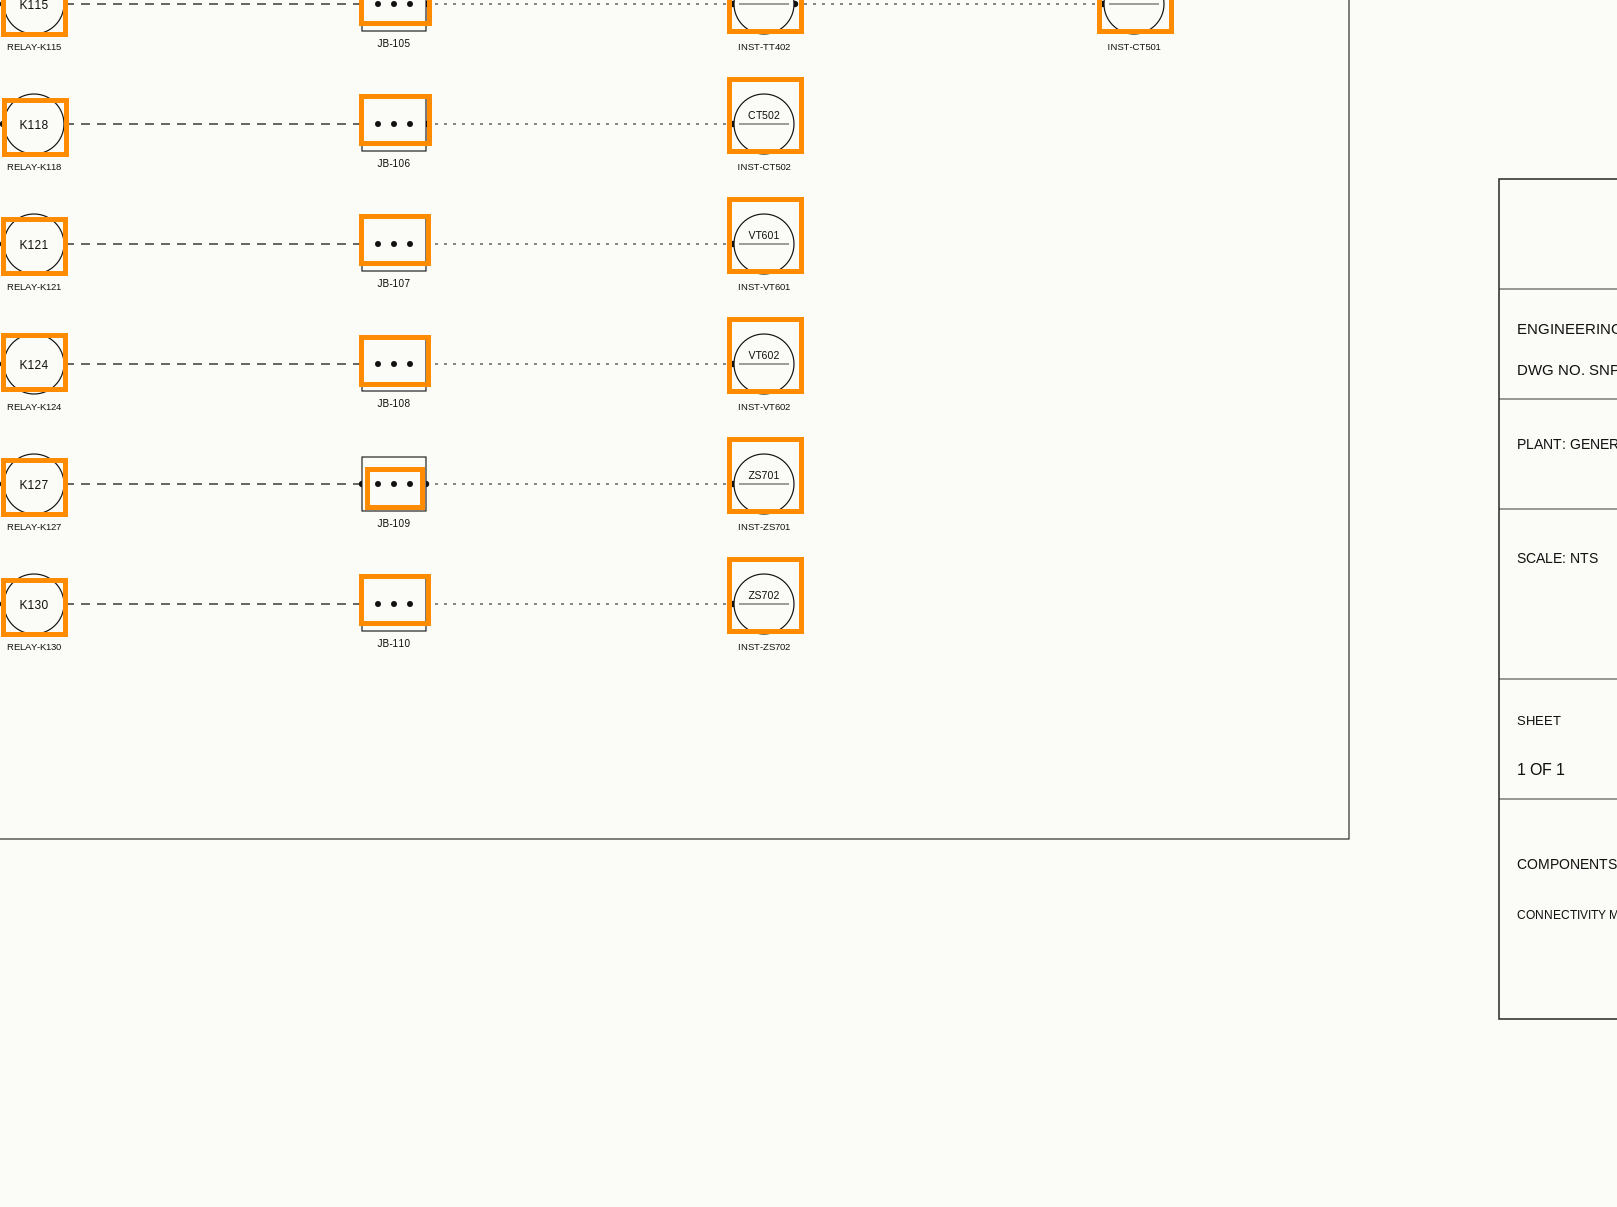 K115
RELAY-K115 JB-105 INST-TT402 INST-CT501
K118 CT502
RELAY-K118 JB-106 INST-CT502
K121 VT601
RELAY-K121 JB-107 INST-VT601
K124 VT602
RELAY-K124 JB-108 INST-VT602
K127 ZS701
RELAY-K127 JB-109 INST-ZS701
K130 ZS702
RELAY-K130 JB-110 INST-ZS702
ENGINEERING
DWG NO. SNP
PLANT: GENER
SCALE: NTS
SHEET
1 OF 1
COMPONENTS
CONNECTIVITY M